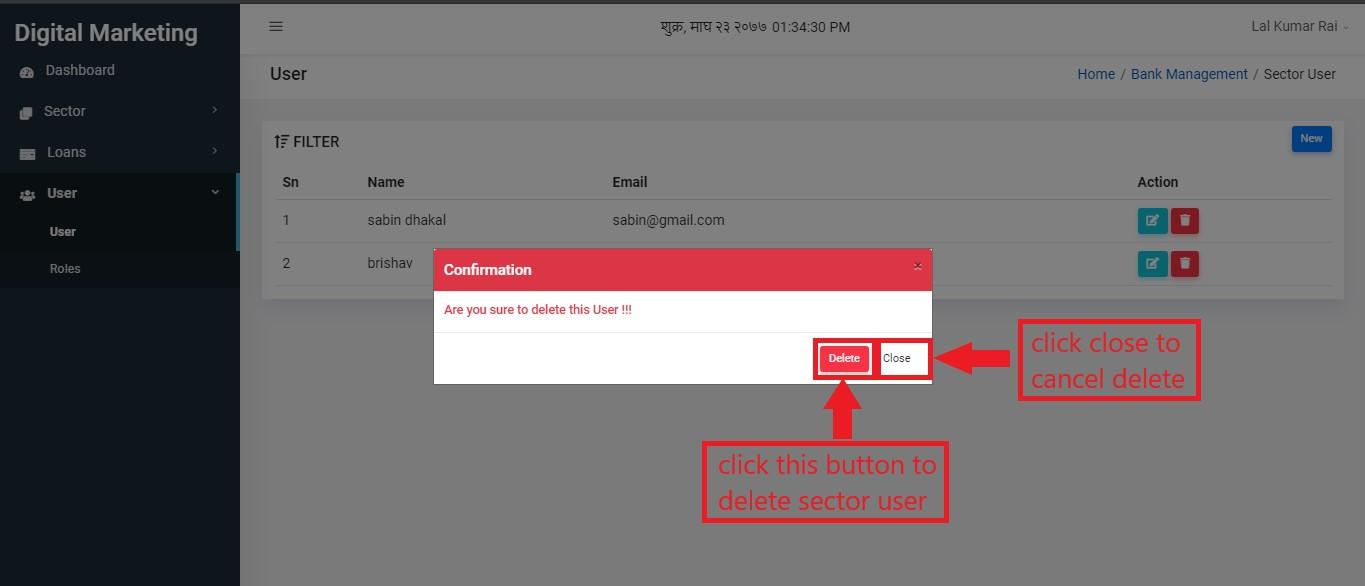 Digital Marketing
शुक्र, माघ २३ २०७७ 01:34:30 PM
Lal Kumar Rai
Dashboard
Sector
Loans
User
User
Roles
User
Home / Bank Management / Sector User
FILTER
New
Sn Name Email Action
1 sabin dhakal sabin@gmail.com
2 brishav
Confirmation ×
Are you sure to delete this User !!!
Delete Close
click close to
cancel delete
click this button to
delete sector user